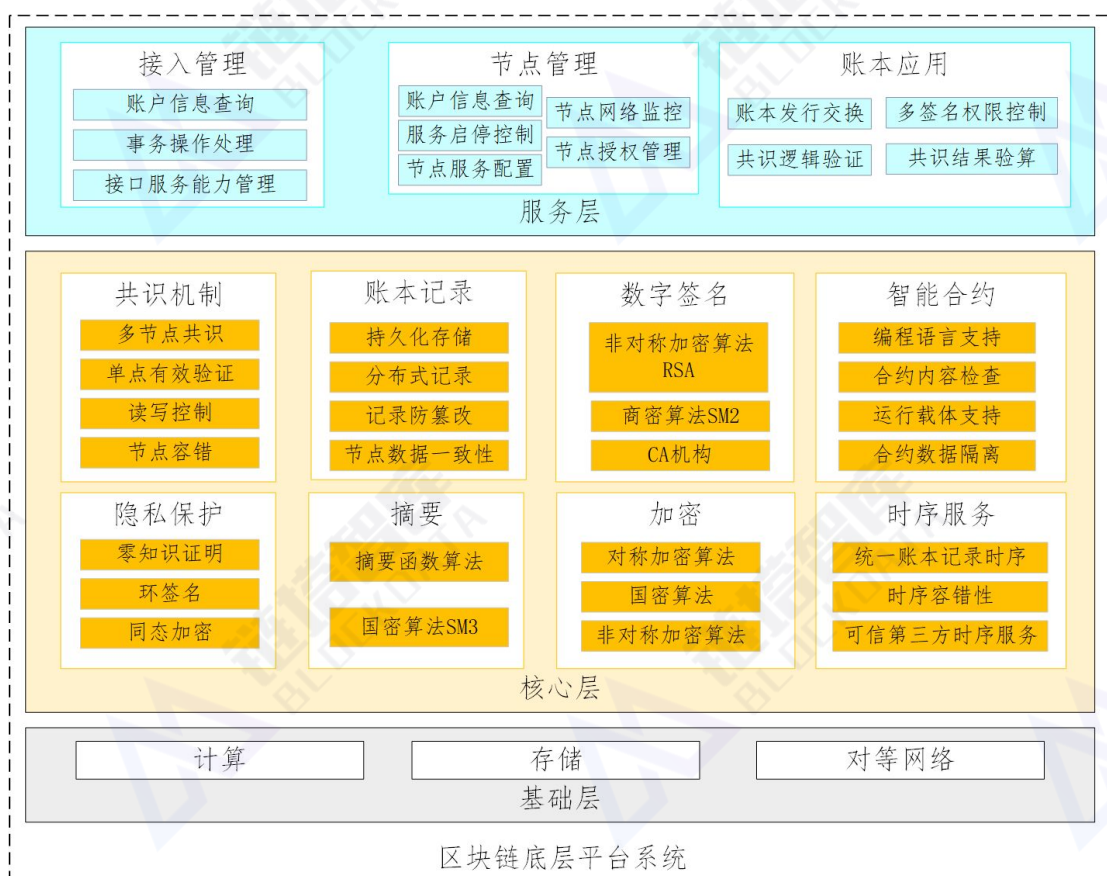 接入管理
账户信息查询
事务操作处理
接口服务能力管理
节点管理
账户信息查询
服务启停控制
节点服务配置
节点网络监控
节点授权管理
账本应用
账本发行交换
多签名权限控制
共识逻辑验证
共识结果验算
服务层
共识机制
多节点共识
单点有效验证
读写控制
节点容错
账本记录
持久化存储
分布式记录
记录防篡改
节点数据一致性
数字签名
非对称加密算法
RSA
商密算法SM2
CA机构
智能合约
编程语言支持
合约内容检查
运行载体支持
合约数据隔离
隐私保护
零知识证明
环签名
同态加密
摘要
摘要函数算法
国密算法SM3
加密
对称加密算法
国密算法
非对称加密算法
时序服务
统一账本记录时序
时序容错性
可信第三方时序服务
核心层
计算
存储
对等网络
基础层
区块链底层平台系统
链塔智库
BLOCKDATA